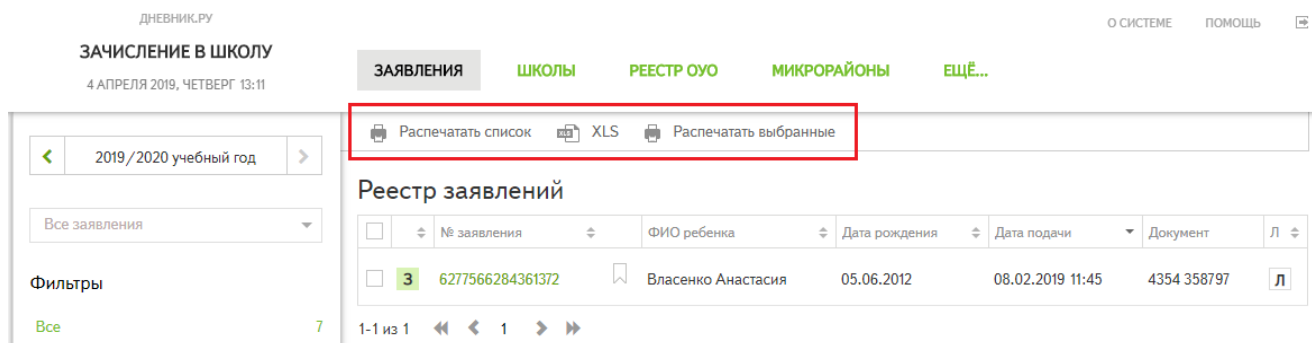 ДНЕВНИК.РУ
О СИСТЕМЕ ПОМОЩЬ
ЗАЧИСЛЕНИЕ В ШКОЛУ
4 АПРЕЛЯ 2019, ЧЕТВЕРГ 13:11
ЗАЯВЛЕНИЯ ШКОЛЫ РЕЕСТР ОУО МИКРОРАЙОНЫ ЕЩЁ...
Распечатать список XLS XLS Распечатать выбранные
2019/2020 учебный год
Реестр заявлений
Все заявления
№ заявления ФИО ребенка Дата рождения Дата подачи Документ Л
З 6277566284361372 Власенко Анастасия 05.06.2012 08.02.2019 11:45 4354 358797 Л
Фильтры
Все 7
1-1 из 1 1